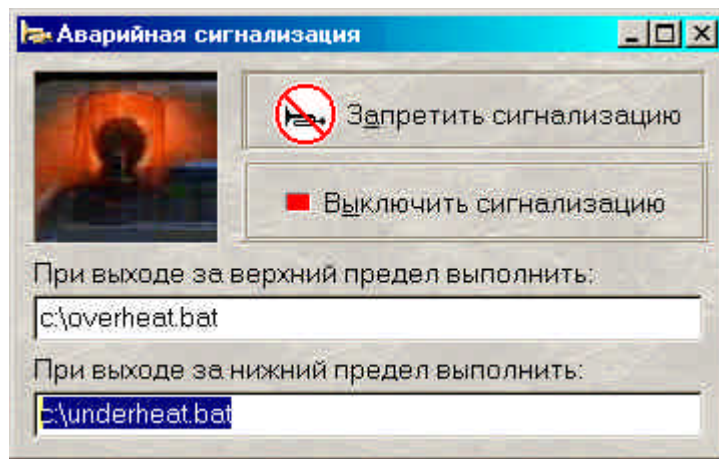 Аварийная сигнализация
Запретить сигнализацию
Выключить сигнализацию
При выходе за верхний предел выполнить:
c:\overheat.bat
При выходе за нижний предел выполнить:
c:\underheat.bat